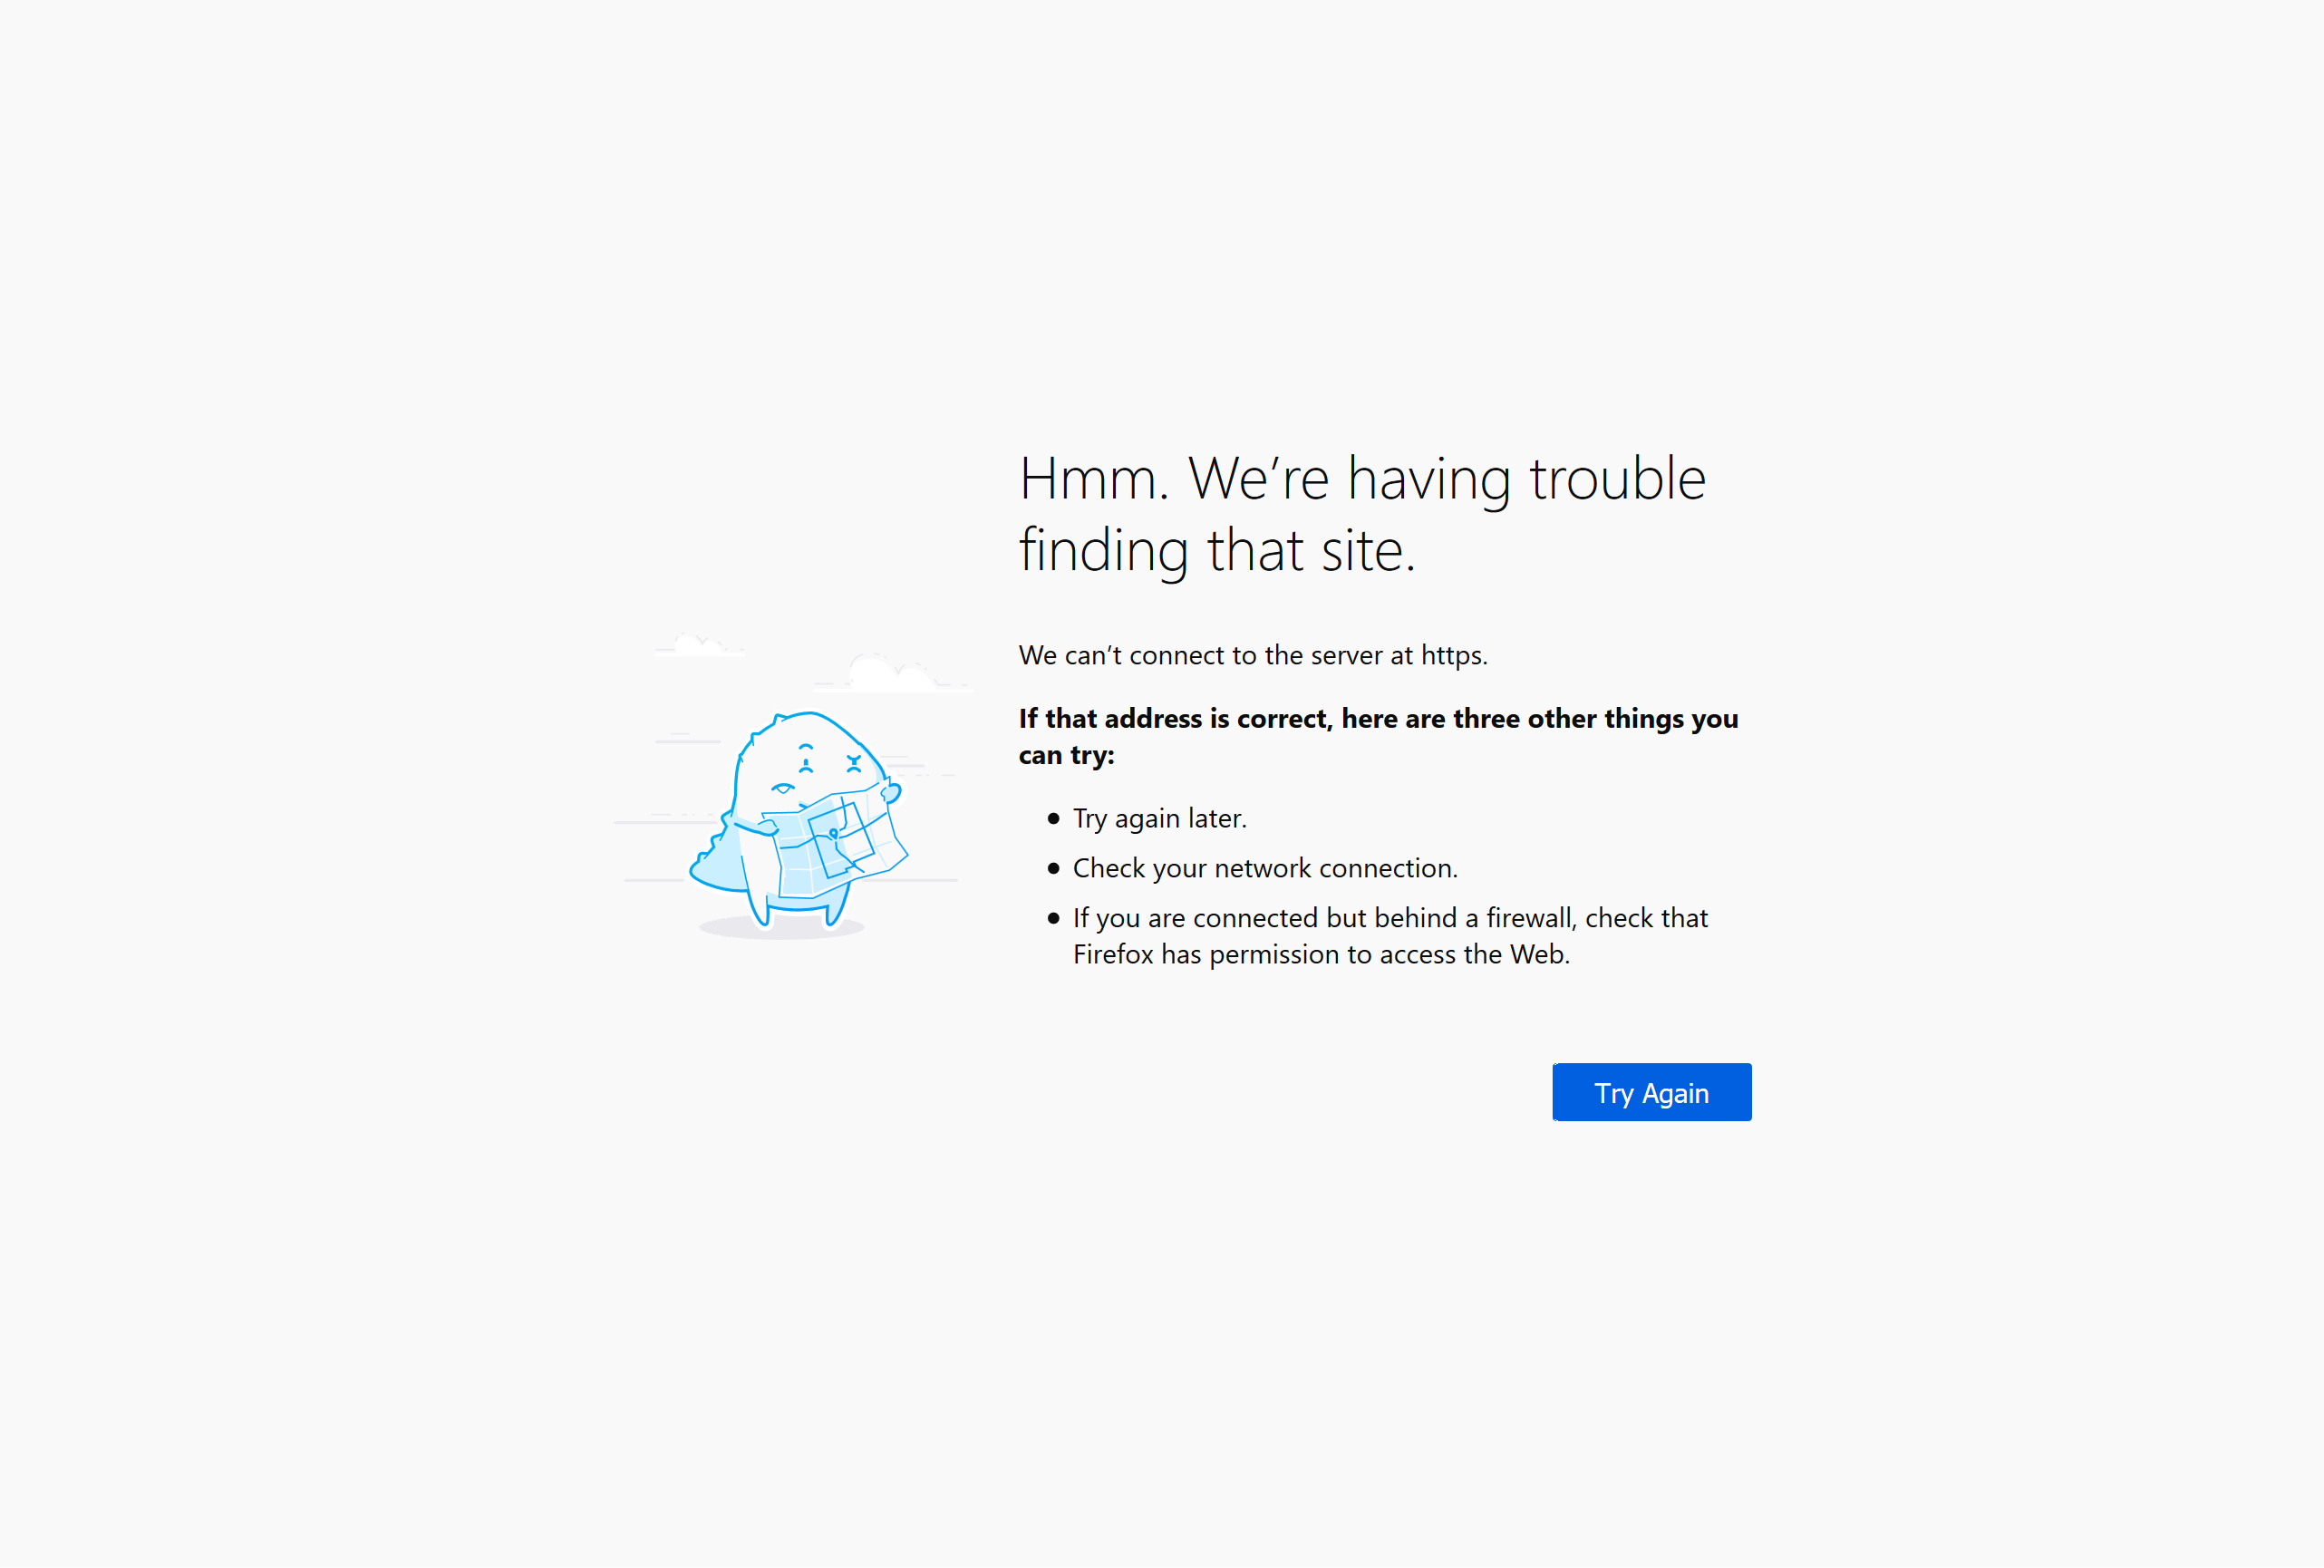 Hmm. We’re having trouble
finding that site.
We can’t connect to the server at https.
If that address is correct, here are three other things you
can try:
Try again later.
Check your network connection.
If you are connected but behind a firewall, check that
Firefox has permission to access the Web.
Try Again